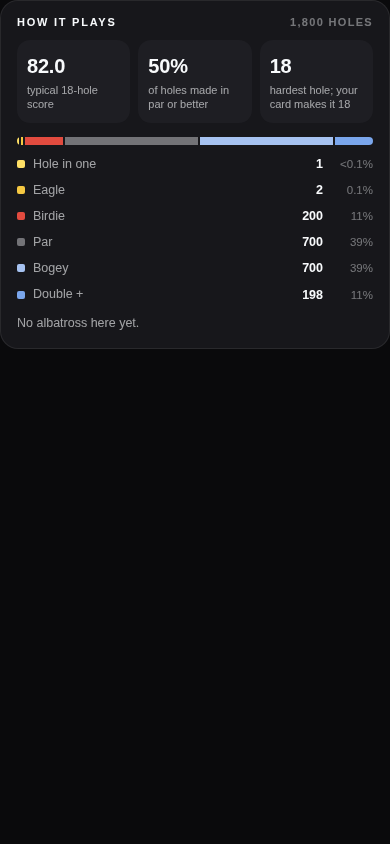 HOW IT PLAYS 1,800 HOLES
82.0 50% 18
typical 18-hole of holes made in hardest hole; your
score par or better card makes it 18
Hole in one 1 <0.1%
Eagle 2 0.1%
Birdie 200 11%
Par 700 39%
Bogey 700 39%
Double + 198 11%
No albatross here yet.